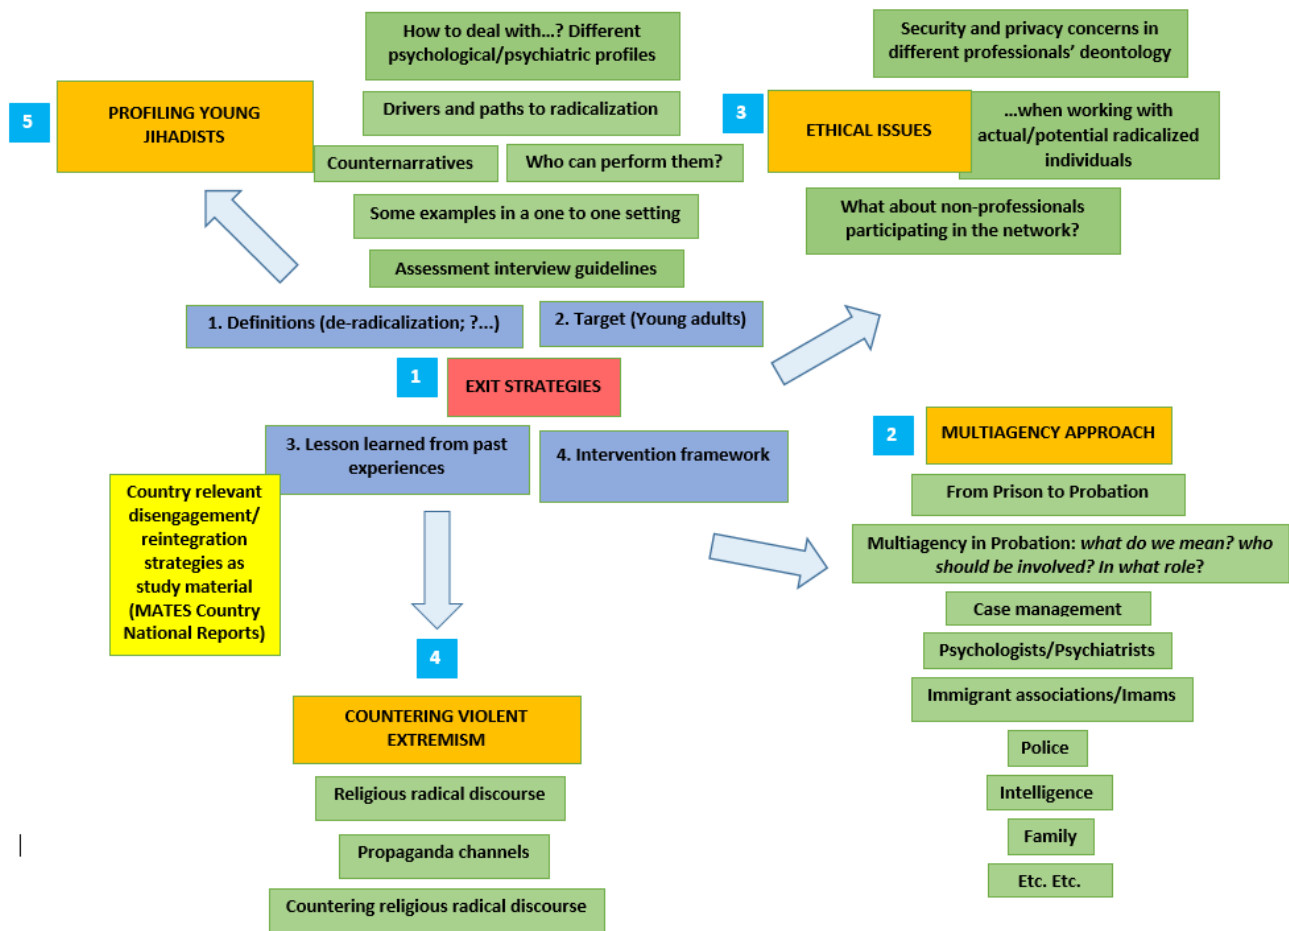 How to deal with...? Different
psychological/psychiatric profiles
Security and privacy concerns in
different professionals' deontology
5
PROFILING YOUNG
JIHADISTS
Drivers and paths to radicalization
3
ETHICAL ISSUES
...when working with
actual/potential radicalized
individuals
Counternarratives
Who can perform them?
Some examples in a one to one setting
What about non-professionals
participating in the network?
Assessment interview guidelines
1. Definitions (de-radicalization; ?...)
2. Target (Young adults)
1
EXIT STRATEGIES
3. Lesson learned from past
experiences
4. Intervention framework
2
MULTIAGENCY APPROACH
Country relevant
disengagement/
reintegration
strategies as
study material
(MATES Country
National Reports)
From Prison to Probation
Multiagency in Probation: what do we mean? who
should be involved? In what role?
Case management
Psychologists/Psychiatrists
Immigrant associations/Imams
Police
Intelligence
Family
Etc. Etc.
4
COUNTERING VIOLENT
EXTREMISM
Religious radical discourse
Propaganda channels
Countering religious radical discourse